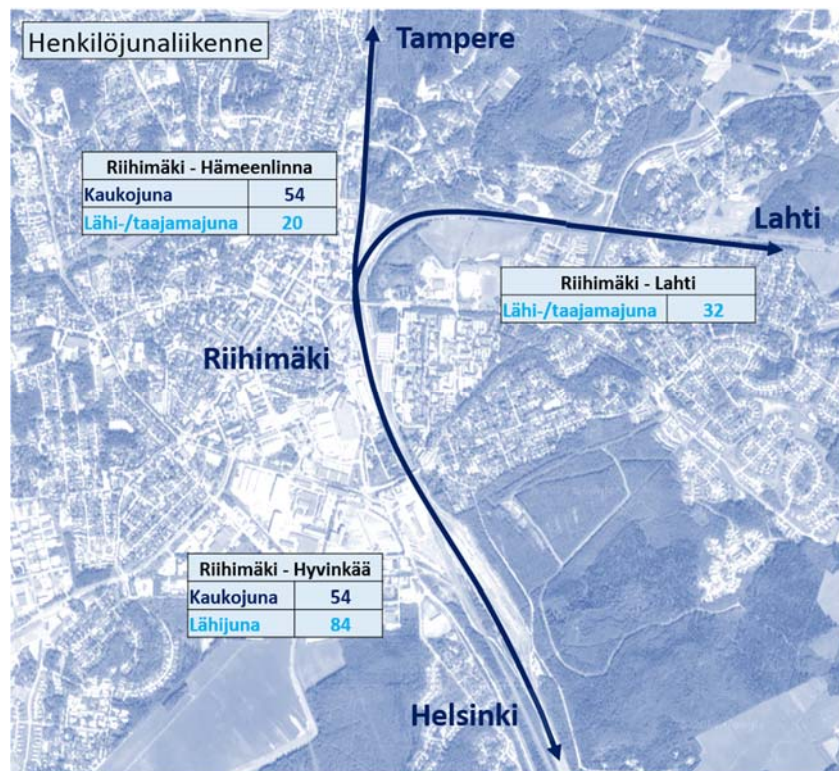 Henkilöjunaliikenne
Tampere
Riihimäki - Hämeenlinna
Kaukojuna 54
Lähi-/taajamajuna 20
Lahti
Riihimäki - Lahti
Lähi-/taajamajuna 32
Riihimäki
Riihimäki - Hyvinkää
Kaukojuna 54
Lähijuna 84
Helsinki